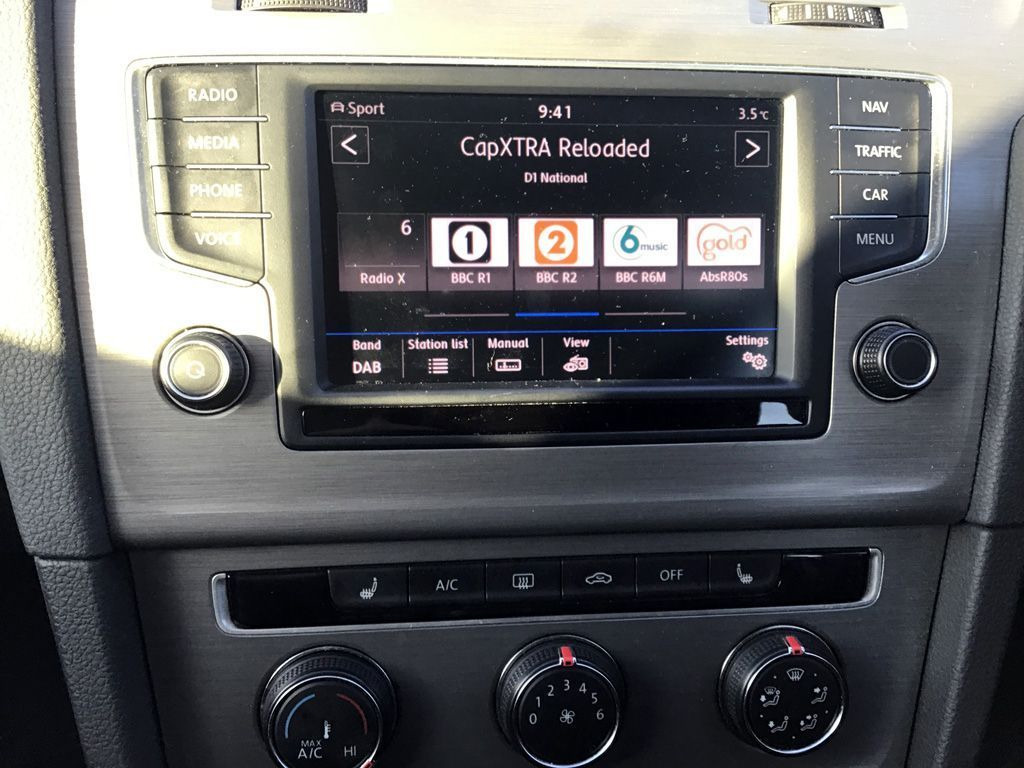 RADIO
MEDIA
PHONE
VOICE
NAV
TRAFFIC
CAR
MENU
Sport 9:41 3.5°C
< CapXTRA Reloaded >
D1 National
6 1 2 6 music gold
Radio X BBC R1 BBC R2 BBC R6M AbsR80s
Band Station list Manual View Settings
DAB
A/C OFF
MAX
A/C HI
0 1 2 3 4 5 6